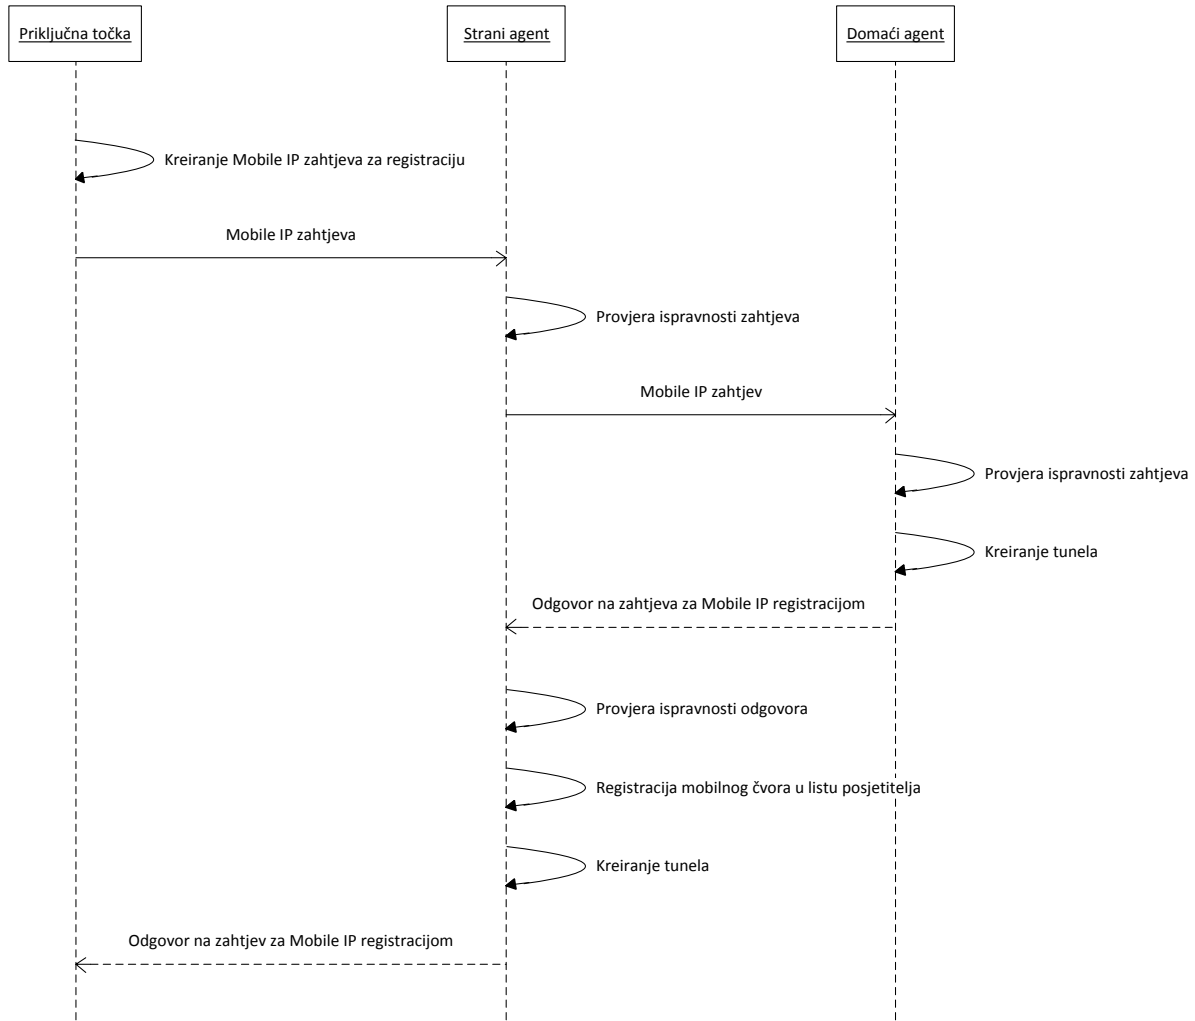 Priključna točka
Strani agent
Domaći agent
Kreiranje Mobile IP zahtjeva za registraciju
Mobile IP zahtjeva
Provjera ispravnosti zahtjeva
Mobile IP zahtjev
Provjera ispravnosti zahtjeva
Kreiranje tunela
Odgovor na zahtjeva za Mobile IP registracijom
Provjera ispravnosti odgovora
Registracija mobilnog čvora u listu posjetitelja
Kreiranje tunela
Odgovor na zahtjev za Mobile IP registracijom